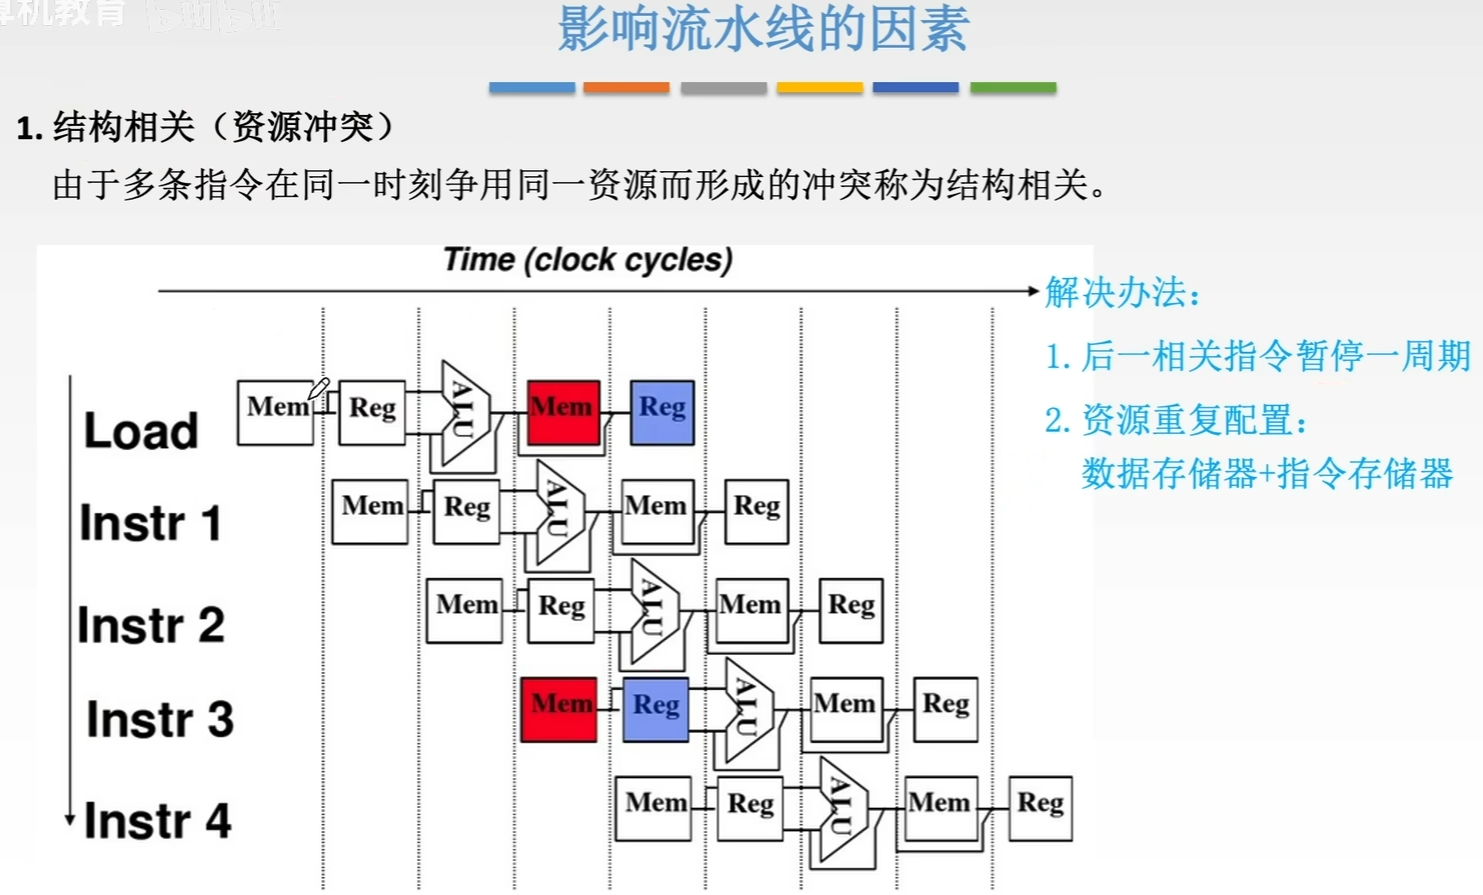 算机教育 bilibili
影响流水线的因素
1. 结构相关（资源冲突）
由于多条指令在同一时刻争用同一资源而形成的冲突称为结构相关。
Time (clock cycles)
解决办法：
1. 后一相关指令暂停一周期
2. 资源重复配置：
数据存储器+指令存储器
Load Mem Reg ALU Mem Reg
Instr 1 Mem Reg ALU Mem Reg
Instr 2 Mem Reg ALU Mem Reg
Instr 3 Mem Reg ALU Mem Reg
Instr 4 Mem Reg ALU Mem Reg